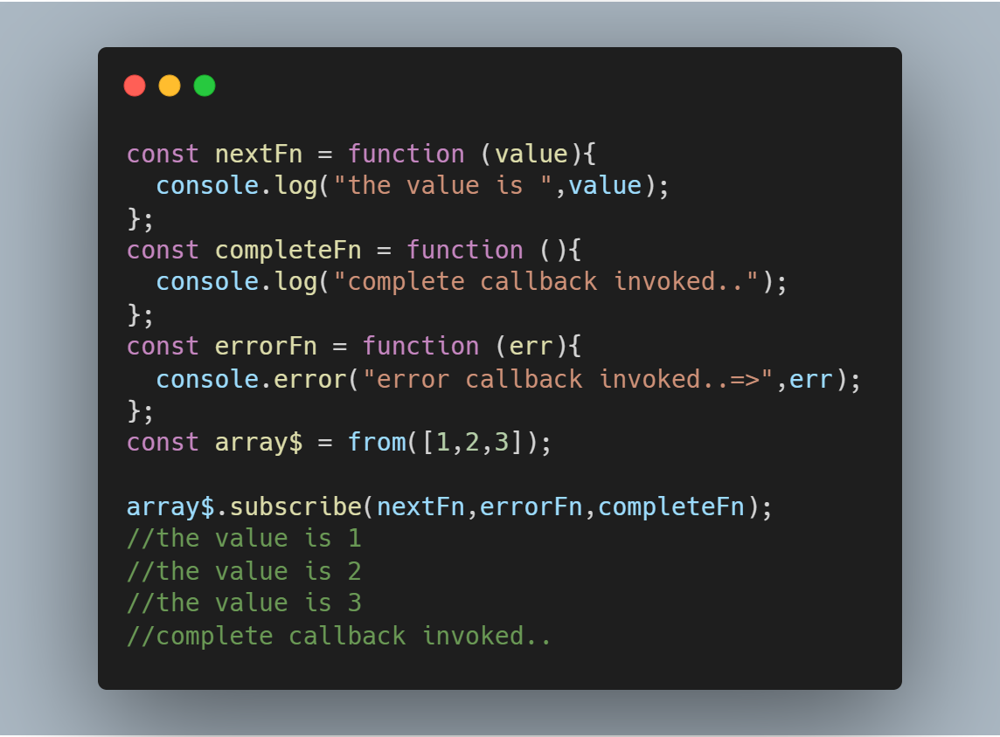 const nextFn = function (value){
  console.log("the value is ",value);
};
const completeFn = function (){
  console.log("complete callback invoked..");
};
const errorFn = function (err){
  console.error("error callback invoked..=>",err);
};
const array$ = from([1,2,3]);

array$.subscribe(nextFn,errorFn,completeFn);
//the value is 1
//the value is 2
//the value is 3
//complete callback invoked..